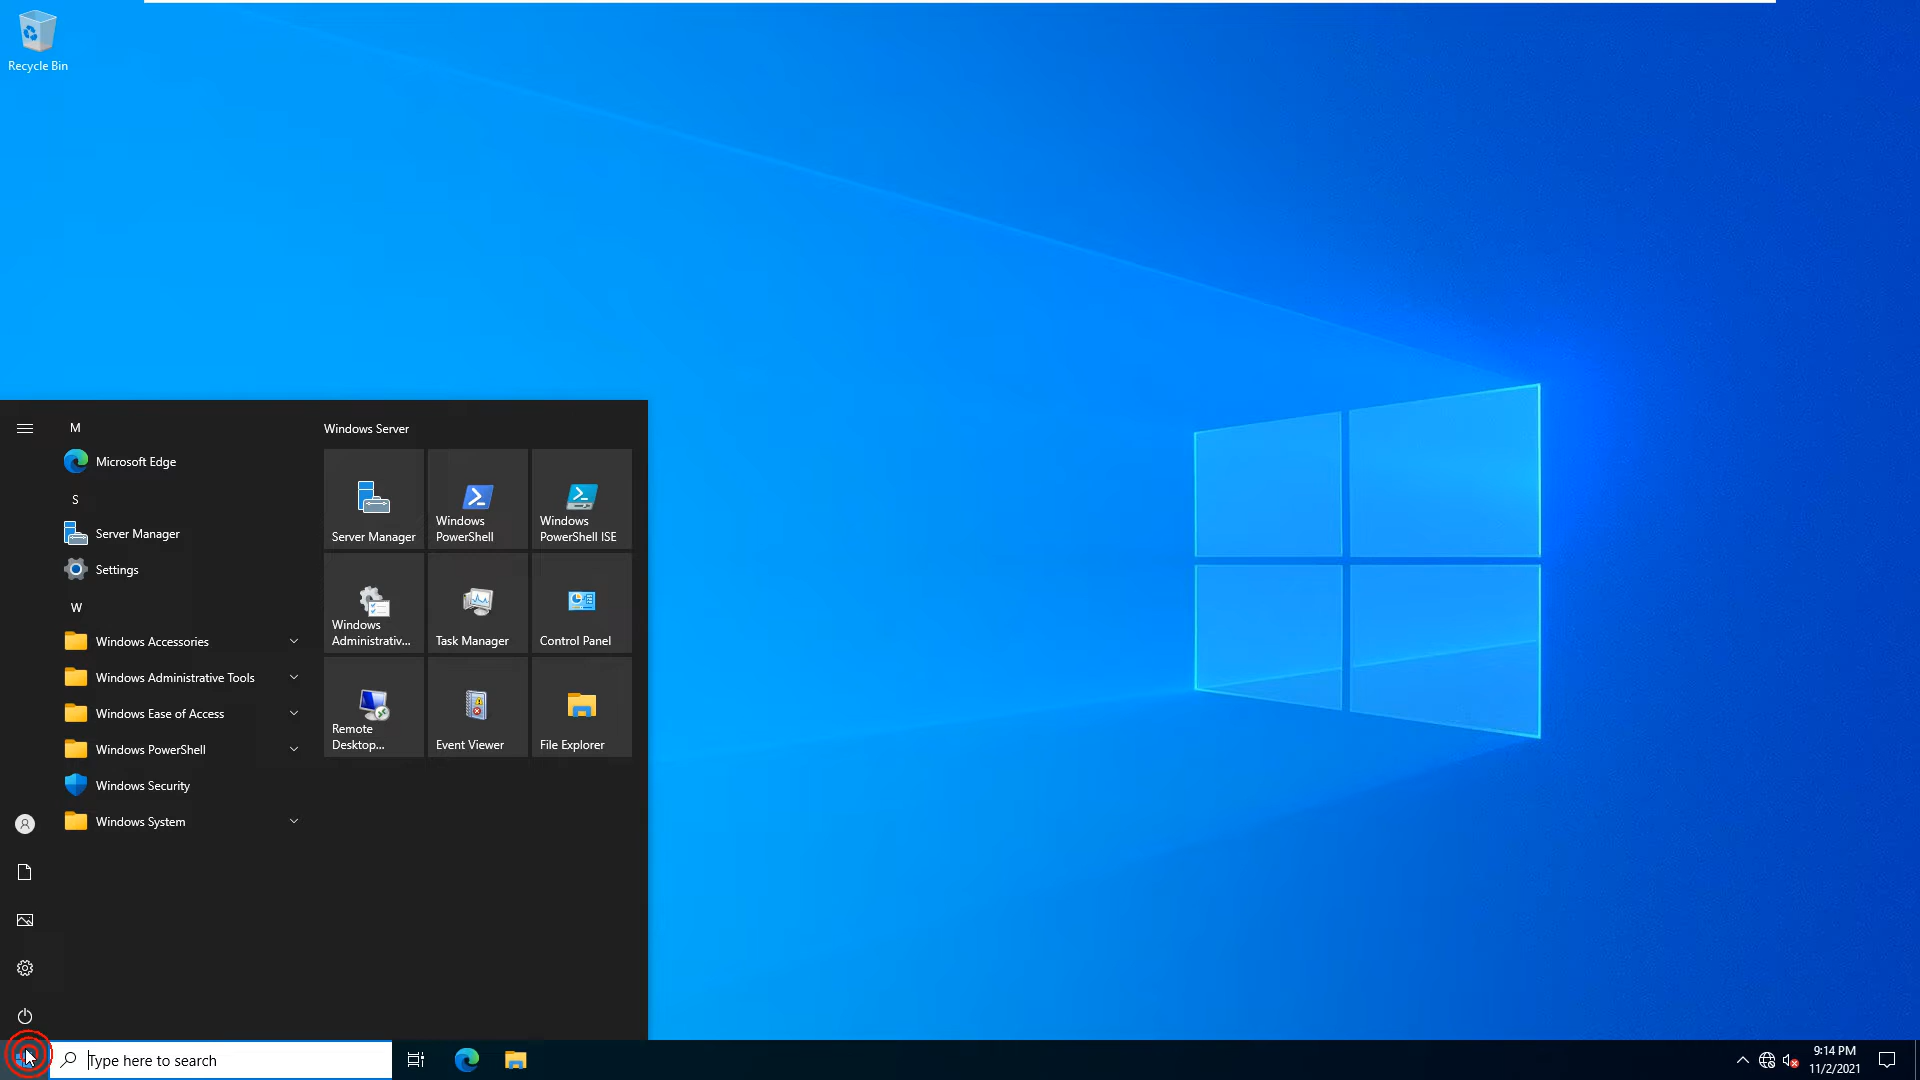 Recycle Bin
M
Microsoft Edge
S
Server Manager
Settings
W
Windows Accessories
Windows Administrative Tools
Windows Ease of Access
Windows PowerShell
Windows Security
Windows System
Windows Server
Server Manager
Windows
PowerShell
Windows
PowerShell ISE
Windows
Administrativ...
Task Manager
Control Panel
Remote
Desktop...
Event Viewer
File Explorer
Type here to search
9:14 PM
11/2/2021